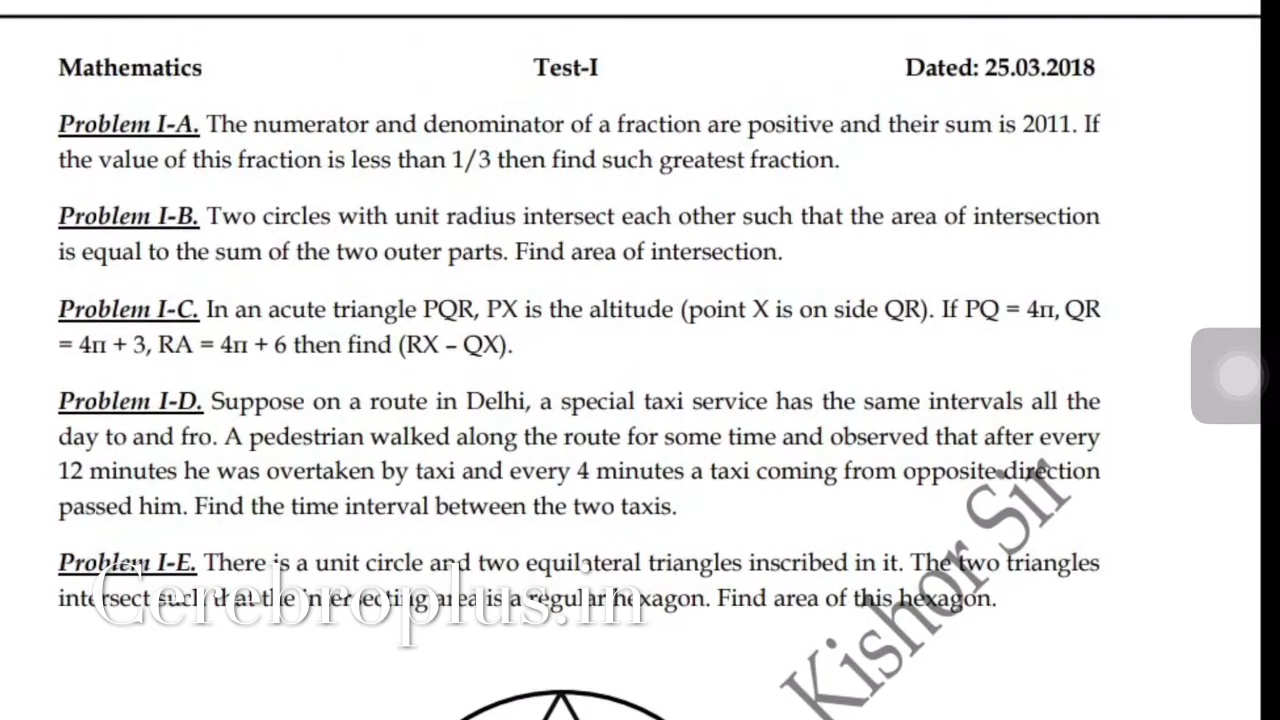 Mathematics Test-I Dated: 25.03.2018
Problem I-A. The numerator and denominator of a fraction are positive and their sum is 2011. If
the value of this fraction is less than 1/3 then find such greatest fraction.
Problem I-B. Two circles with unit radius intersect each other such that the area of intersection
is equal to the sum of the two outer parts. Find area of intersection.
Problem I-C. In an acute triangle PQR, PX is the altitude (point X is on side QR). If PQ = 4п, QR
= 4п + 3, RA = 4п + 6 then find (RX – QX).
Problem I-D. Suppose on a route in Delhi, a special taxi service has the same intervals all the
day to and fro. A pedestrian walked along the route for some time and observed that after every
12 minutes he was overtaken by taxi and every 4 minutes a taxi coming from opposite direction
passed him. Find the time interval between the two taxis.
Problem I-E. There is a unit circle and two equilateral triangles inscribed in it. The two triangles
intersect such that the intersecting area is a regular hexagon. Find area of this hexagon.
Cerebroplus.in
Kishor Sir